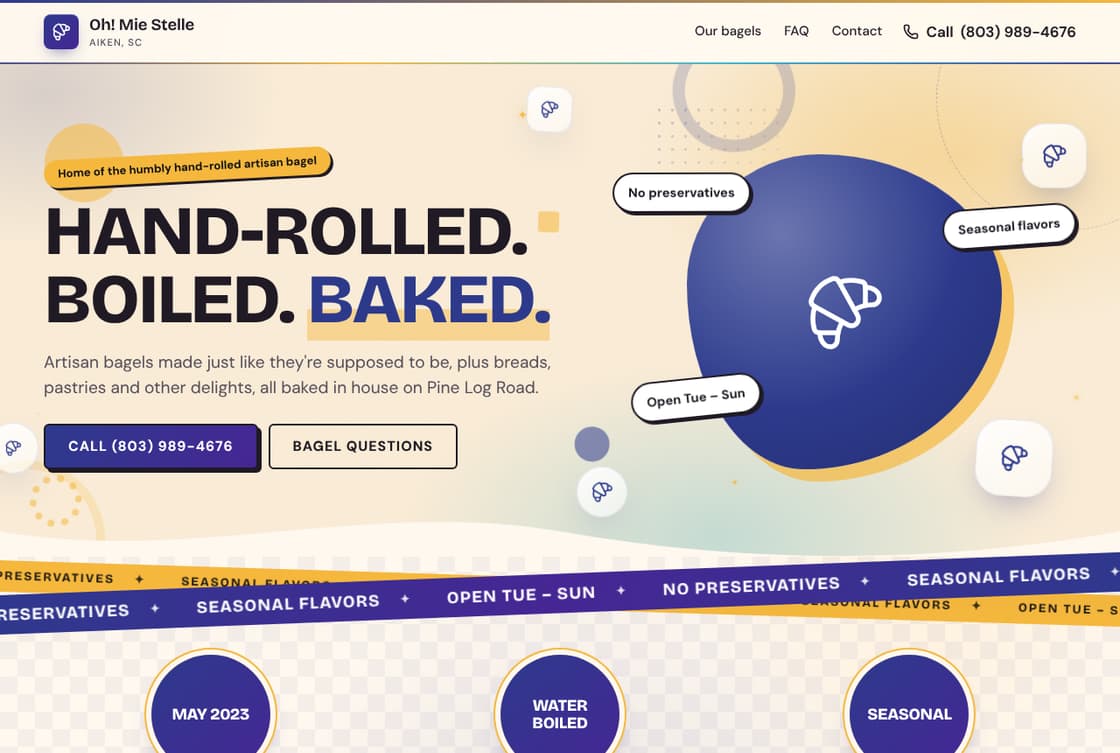 Oh! Mie Stelle
AIKEN, SC
Our bagels
FAQ
Contact
Call (803) 989-4676
Home of the humbly hand-rolled artisan bagel
HAND-ROLLED.
BOILED. BAKED.
Artisan bagels made just like they're supposed to be, plus breads,
pastries and other delights, all baked in house on Pine Log Road.
CALL (803) 989-4676
BAGEL QUESTIONS
No preservatives
Seasonal flavors
Open Tue – Sun
PRESERVATIVES ✦ SEASONAL FLAVORS
FLAVORS ✦ OPEN TUE – S
RESERVATIVES ✦ SEASONAL FLAVORS ✦ OPEN TUE – SUN ✦ NO PRESERVATIVES ✦ SEASONAL FLAVORS ✦
MAY 2023
WATER
BOILED
SEASONAL